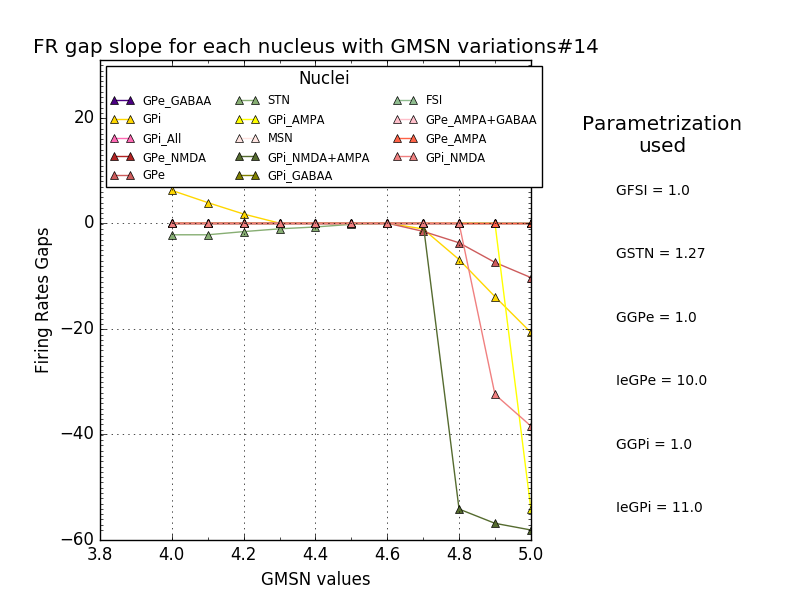 FR gap slope for each nucleus with GMSN variations#14
Nuclei
GPe_GABAA STN FSI
GPi GPi_AMPA GPe_AMPA+GABAA
GPi_All MSN GPe_AMPA
GPe_NMDA GPi_NMDA+AMPA GPi_NMDA
GPe GPi_GABAA
20
0
−20
−40
−60
Firing Rates Gaps
3.8 4.0 4.2 4.4 4.6 4.8 5.0
GMSN values
Parametrization
used
GFSI = 1.0
GSTN = 1.27
GGPe = 1.0
IeGPe = 10.0
GGPi = 1.0
IeGPi = 11.0